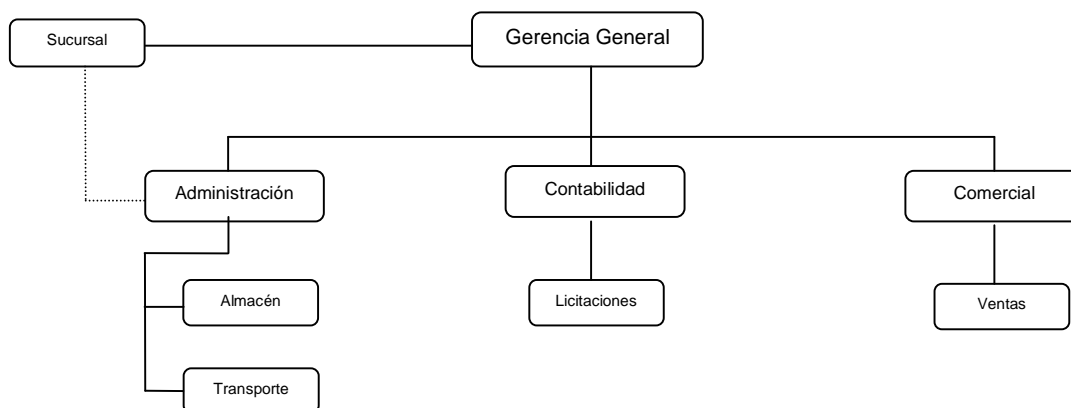 Sucursal
Gerencia General
Administración
Contabilidad
Comercial
Almacén
Licitaciones
Ventas
Transporte